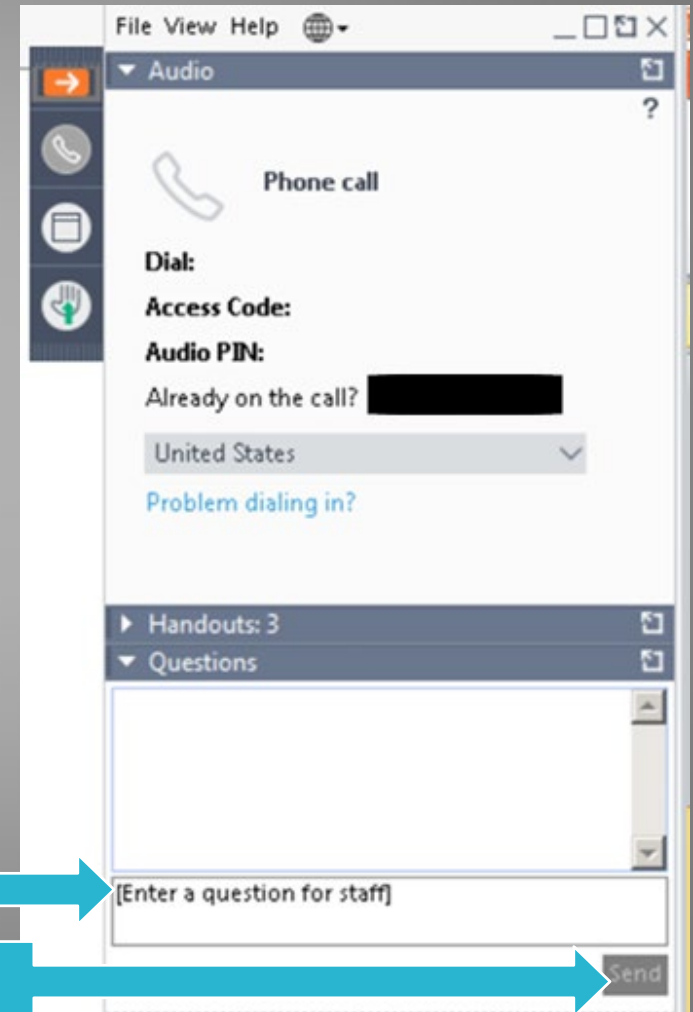 File View Help
Audio
?
Phone call
Dial:
Access Code:
Audio PIN:
Already on the call?
United States
Problem dialing in?
Handouts: 3
Questions
[Enter a question for staff]
Send